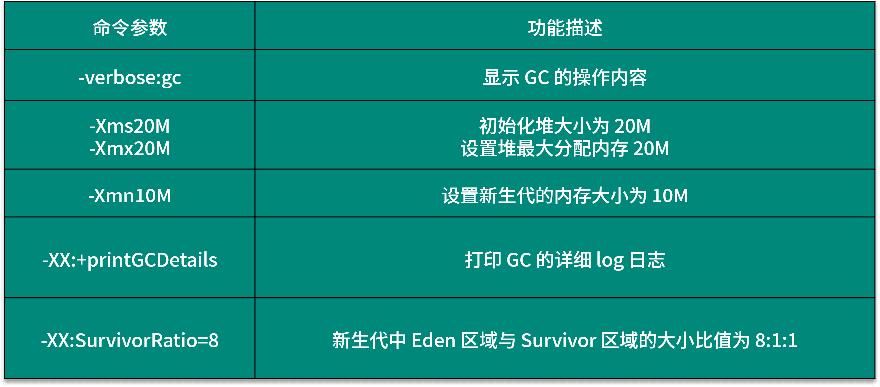 命令参数 功能描述
-verbose:gc 显示 GC 的操作内容
-Xms20M 初始化堆大小为 20M
-Xmx20M 设置堆最大分配内存 20M
-Xmn10M 设置新生代的内存大小为 10M
-XX:+printGCDetails 打印 GC 的详细 log 日志
-XX:SurvivorRatio=8 新生代中 Eden 区域与 Survivor 区域的大小比值为 8:1:1